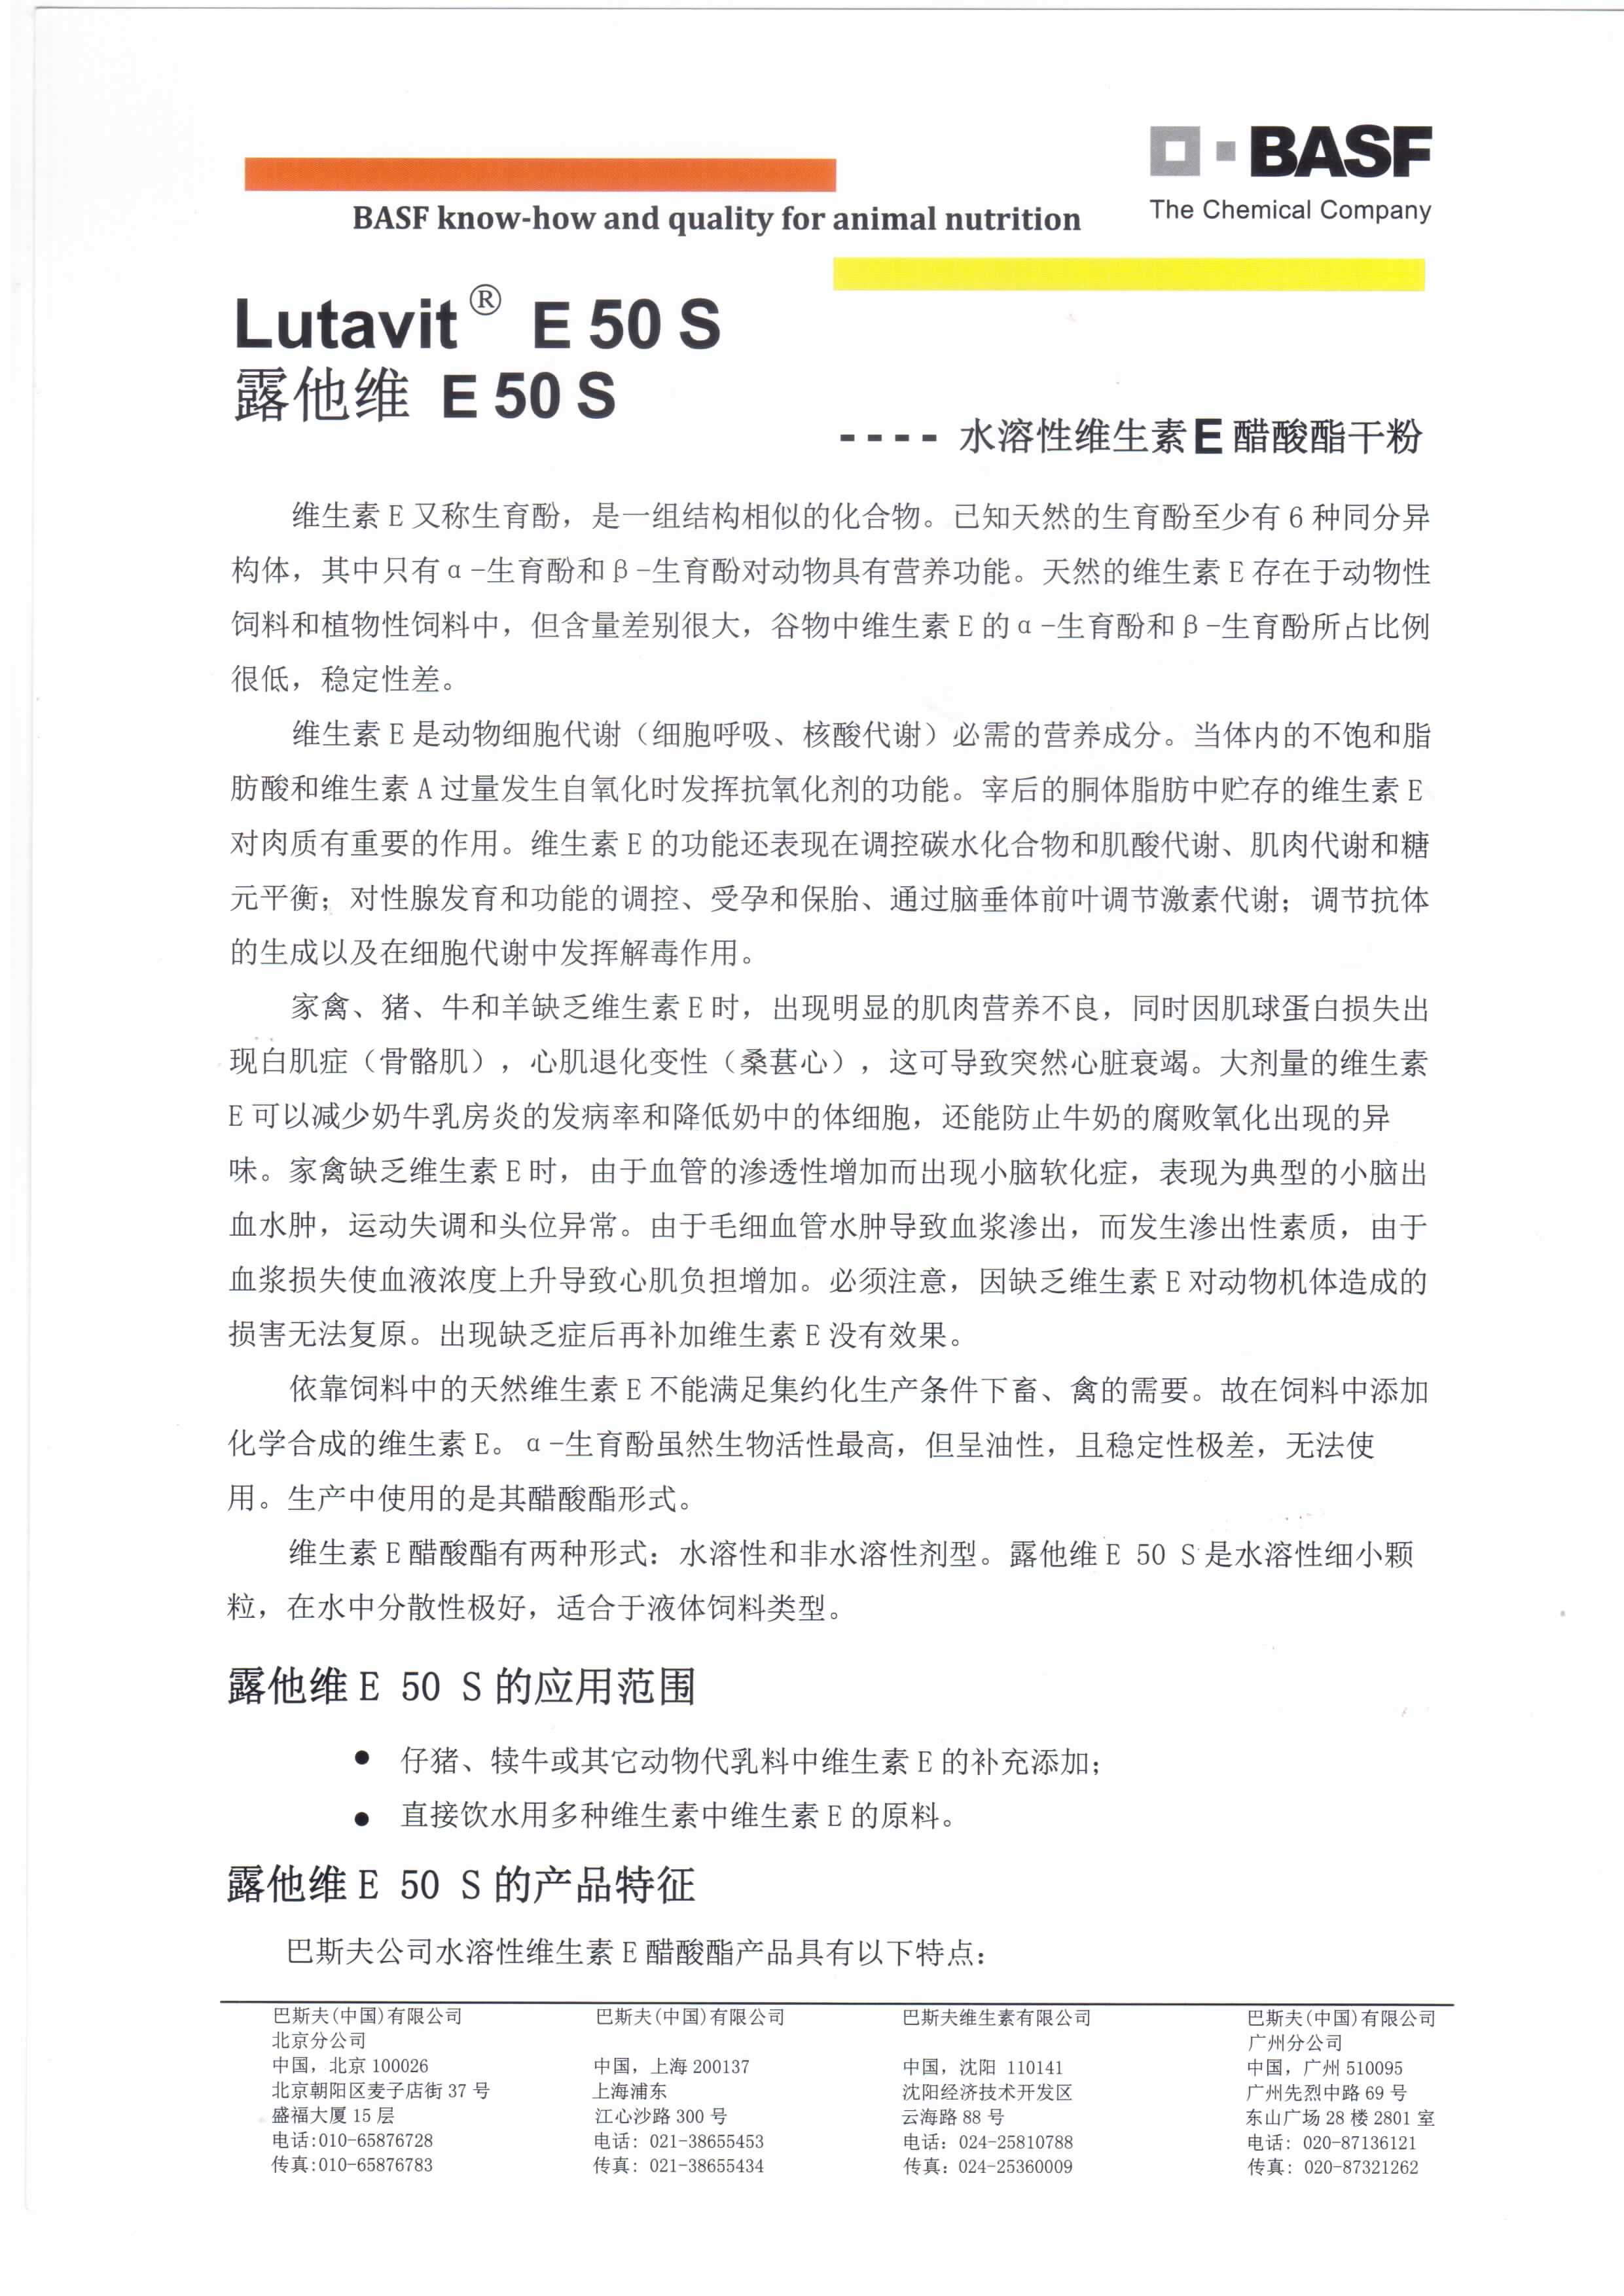 BASF
The Chemical Company
BASF know-how and quality for animal nutrition
Lutavit® E 50 S
露他维 E 50 S
---- 水溶性维生素E醋酸酯干粉
维生素 E 又称生育酚，是一组结构相似的化合物。已知天然的生育酚至少有 6 种同分异
构体，其中只有α-生育酚和β-生育酚对动物具有营养功能。天然的维生素 E 存在于动物性
饲料和植物性饲料中，但含量差别很大，谷物中维生素 E 的α-生育酚和β-生育酚所占比例
很低，稳定性差。
维生素 E 是动物细胞代谢（细胞呼吸、核酸代谢）必需的营养成分。当体内的不饱和脂
肪酸和维生素 A 过量发生自氧化时发挥抗氧化剂的功能。宰后的胴体脂肪中贮存的维生素 E
对肉质有重要的作用。维生素 E 的功能还表现在调控碳水化合物和肌酸代谢、肌肉代谢和糖
元平衡；对性腺发育和功能的调控、受孕和保胎、通过脑垂体前叶调节激素代谢；调节抗体
的生成以及在细胞代谢中发挥解毒作用。
家禽、猪、牛和羊缺乏维生素 E 时，出现明显的肌肉营养不良，同时因肌球蛋白损失出
现白肌症（骨骼肌），心肌退化变性（桑葚心），这可导致突然心脏衰竭。大剂量的维生素
E 可以减少奶牛乳房炎的发病率和降低奶中的体细胞，还能防止牛奶的腐败氧化出现的异
味。家禽缺乏维生素 E 时，由于血管的渗透性增加而出现小脑软化症，表现为典型的小脑出
血水肿，运动失调和头位异常。由于毛细血管水肿导致血浆渗出，而发生渗出性素质，由于
血浆损失使血液浓度上升导致心肌负担增加。必须注意，因缺乏维生素 E 对动物机体造成的
损害无法复原。出现缺乏症后再补加维生素 E 没有效果。
依靠饲料中的天然维生素 E 不能满足集约化生产条件下畜、禽的需要。故在饲料中添加
化学合成的维生素 E。α-生育酚虽然生物活性最高，但呈油性，且稳定性极差，无法使
用。生产中使用的是其醋酸酯形式。
维生素 E 醋酸酯有两种形式：水溶性和非水溶性剂型。露他维 E 50 S 是水溶性细小颗
粒，在水中分散性极好，适合于液体饲料类型。
露他维 E 50 S 的应用范围
● 仔猪、犊牛或其它动物代乳料中维生素 E 的补充添加；
● 直接饮水用多种维生素中维生素 E 的原料。
露他维 E 50 S 的产品特征
巴斯夫公司水溶性维生素 E 醋酸酯产品具有以下特点：
巴斯夫(中国)有限公司
北京分公司
中国，北京 100026
北京朝阳区麦子店街 37 号
盛福大厦 15 层
电话:010-65876728
传真:010-65876783
巴斯夫(中国)有限公司
中国，上海 200137
上海浦东
江心沙路 300 号
电话: 021-38655453
传真: 021-38655434
巴斯夫维生素有限公司
中国，沈阳 110141
沈阳经济技术开发区
云海路 88 号
电话: 024-25810788
传真: 024-25360009
巴斯夫(中国)有限公司
广州分公司
中国，广州 510095
广州先烈中路 69 号
东山广场 28 楼 2801 室
电话: 020-87136121
传真: 020-87321262